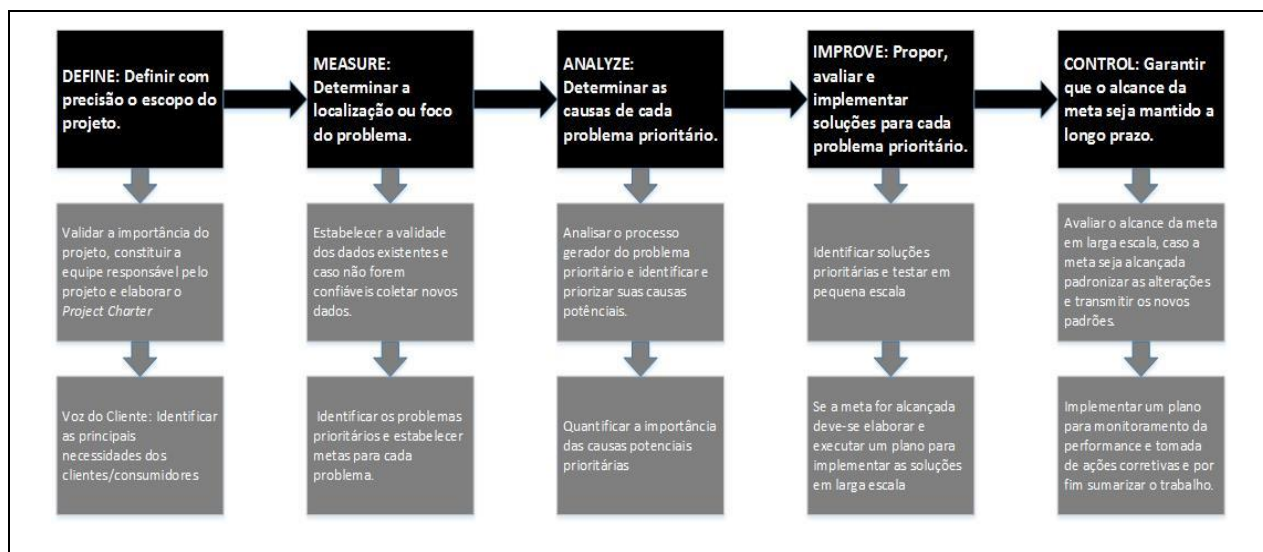 DEFINE: Definir com
precisão o escopo do
projeto.
MEASURE:
Determinar a
localização ou foco
do problema.
ANALYZE:
Determinar as
causas de cada
problema prioritário.
IMPROVE: Propor,
avaliar e
implementar
soluções para cada
problema prioritário.
CONTROL: Garantir
que o alcance da
meta seja mantido a
longo prazo.
Validar a importância do
projeto, constituir a
equipe responsável pelo
projeto e elaborar o
Project Charter
Estabelecer a validade
dos dados existentes e
caso não forem
confiáveis coletar novos
dados.
Analisar o processo
gerador do problema
prioritário e identificar e
priorizar suas causas
potênciais.
Identificar soluções
prioritárias e testar em
pequena escala
Avaliar o alcance da meta
em larga escala, caso a
meta seja alcançada
padronizar as alterações
e transmitir os novos
padrões.
Voz do Cliente: Identificar
as principais
necessidades dos
clientes/consumidores
Identificar os problemas
prioritários e estabelecer
metas para cada
problema.
Quantificar a importância
das causas potenciais
prioritárias
Se a meta for alcançada
deve-se elaborar e
executar um plano para
implementar as soluções
em larga escala
Implementar um plano
para monitoramento da
performance e tomada
de ações corretivas e por
fim sumarizar o trabalho.